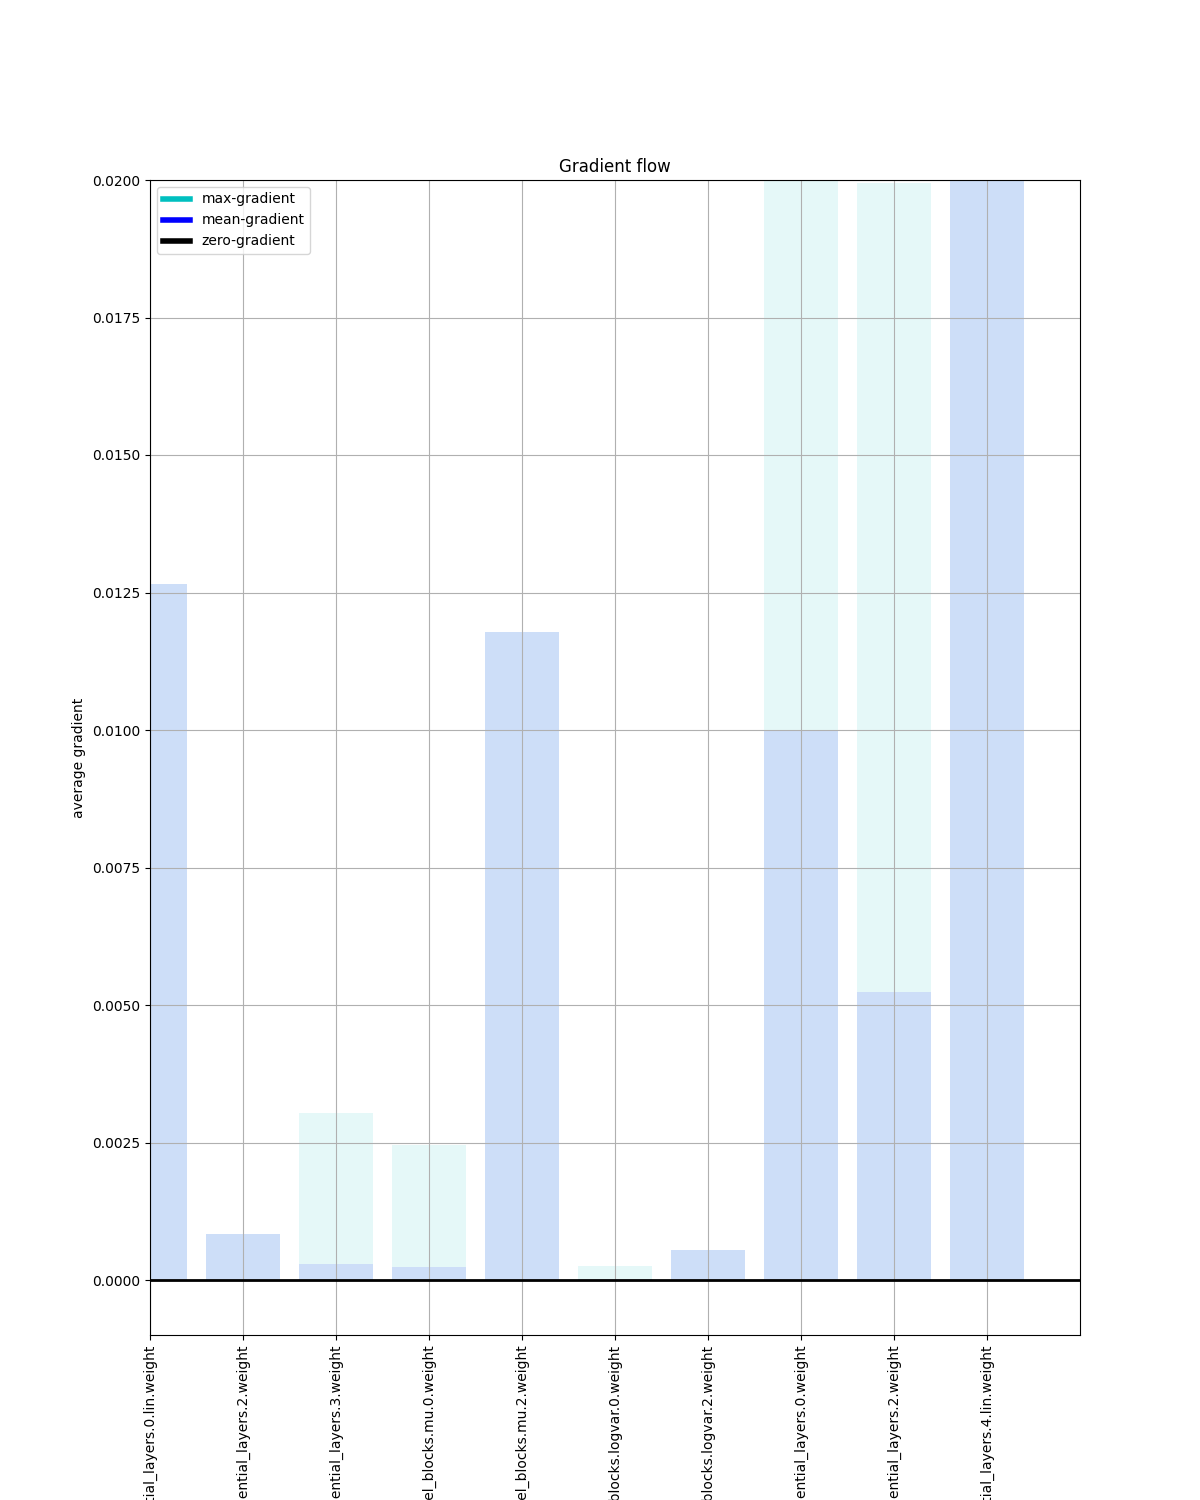 Gradient flow
max-gradient
mean-gradient
zero-gradient
0.0200
0.0175
0.0150
0.0125
0.0100
0.0075
0.0050
0.0025
0.0000
average gradient
tial_layers.0.lin.weight
ential_layers.2.weight
ential_layers.3.weight
el_blocks.mu.0.weight
el_blocks.mu.2.weight
blocks.logvar.0.weight
blocks.logvar.2.weight
ential_layers.0.weight
ential_layers.2.weight
tial_layers.4.lin.weight